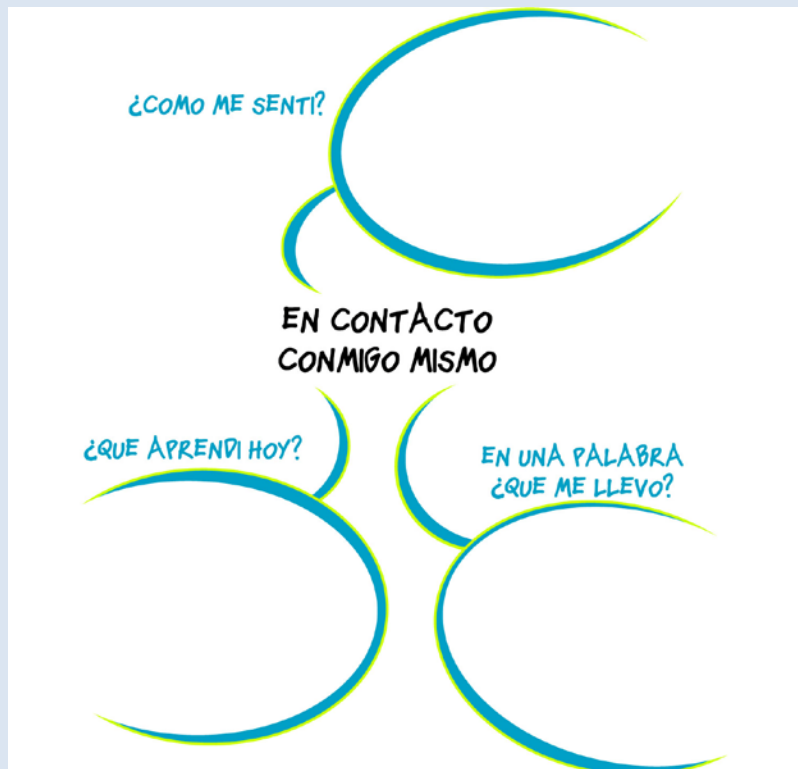 ¿COMO ME SENTI?
EN CONTACTO
CONMIGO MISMO
¿QUE APRENDI HOY?
EN UNA PALABRA
¿QUE ME LLEVO?